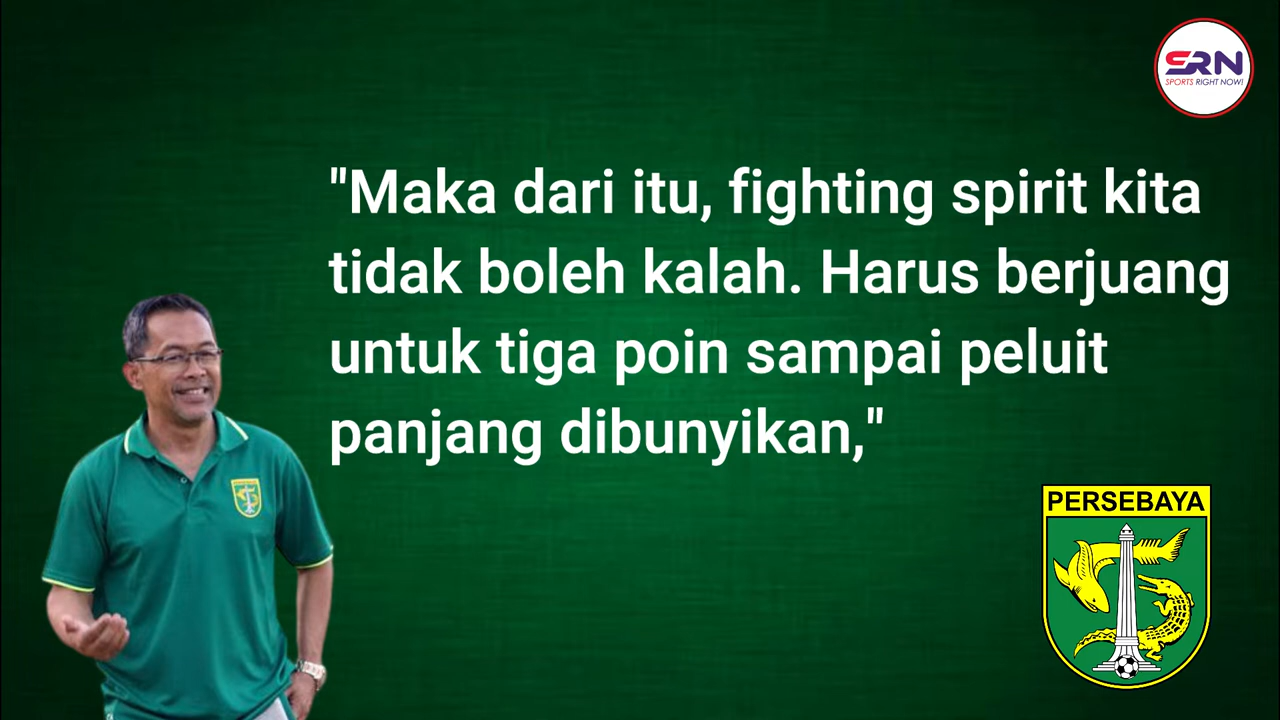 SRN
SPORTS RIGHT NOW!
"Maka dari itu, fighting spirit kita
tidak boleh kalah. Harus berjuang
untuk tiga poin sampai peluit
panjang dibunyikan,"
PERSEBAYA